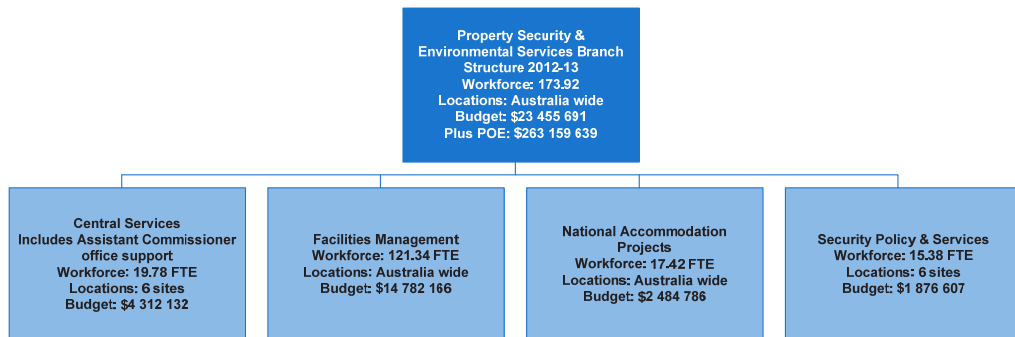 Property Security &
Environmental Services Branch
Structure 2012-13
Workforce: 173.92
Locations: Australia wide
Budget: $23 455 691
Plus POE: $263 159 639
Central Services
Includes Assistant Commissioner
office support
Workforce: 19.78 FTE
Locations: 6 sites
Budget: $4 312 132
Facilities Management
Workforce: 121.34 FTE
Locations: Australia wide
Budget: $14 782 166
National Accommodation
Projects
Workforce: 17.42 FTE
Locations: Australia wide
Budget: $2 484 786
Security Policy & Services
Workforce: 15.38 FTE
Locations: 6 sites
Budget: $1 876 607